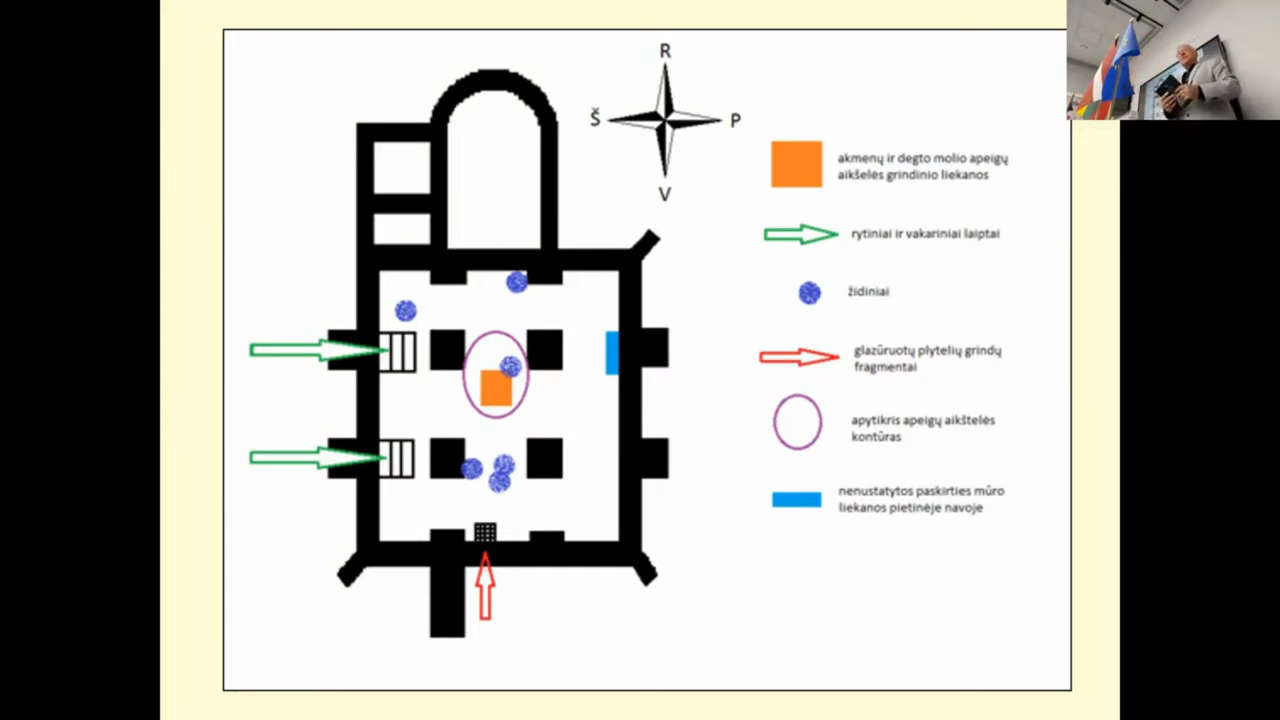 R
Š
P
V
akmenų ir degto molio apeigų
aikšelės grindinio liekanos
rytiniai ir vakariniai laiptai
židiniai
glazūruotų plytelių grindų
fragmentai
apytikris apeigų aikštelės
kontūras
nenustatytos paskirties mūro
liekanos pietinėje navoje